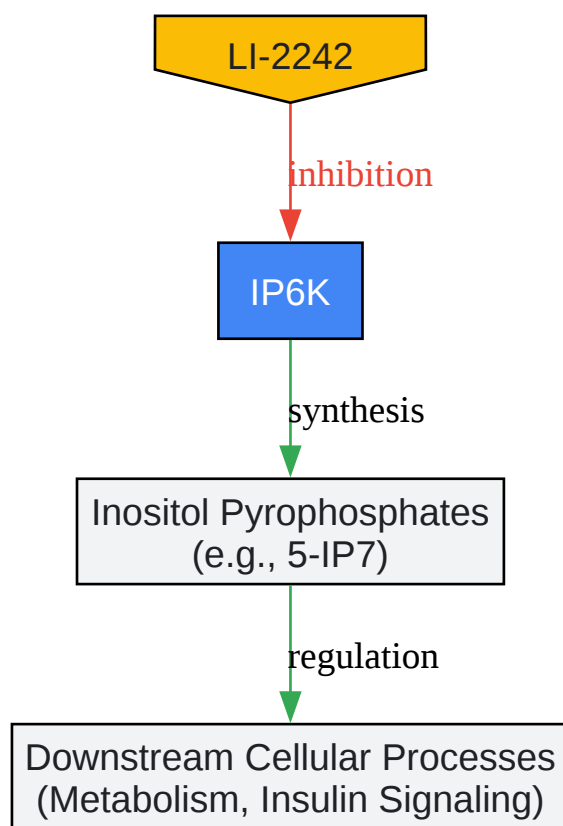 LI-2242
inhibition
IP6K
synthesis
Inositol Pyrophosphates
(e.g., 5-IP7)
regulation
Downstream Cellular Processes
(Metabolism, Insulin Signaling)